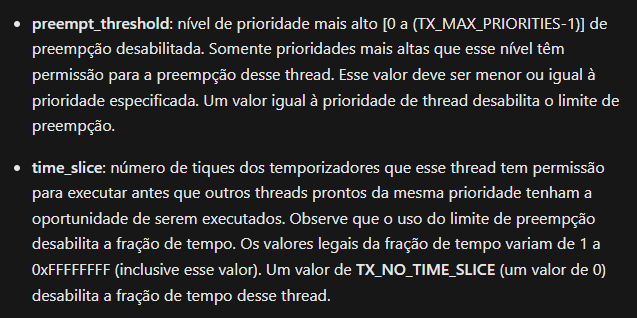 preempt_threshold: nível de prioridade mais alto [0 a (TX_MAX_PRIORITIES-1)] de
preempção desabilitada. Somente prioridades mais altas que esse nível têm
permissão para a preempção desse thread. Esse valor deve ser menor ou igual à
prioridade especificada. Um valor igual à prioridade de thread desabilita o limite de
preempção.
time_slice: número de tiques dos temporizadores que esse thread tem permissão
para executar antes que outros threads prontos da mesma prioridade tenham a
oportunidade de serem executados. Observe que o uso do limite de preempção
desabilita a fração de tempo. Os valores legais da fração de tempo variam de 1 a
0xFFFFFFFF (inclusive esse valor). Um valor de TX_NO_TIME_SLICE (um valor de 0)
desabilita a fração de tempo desse thread.